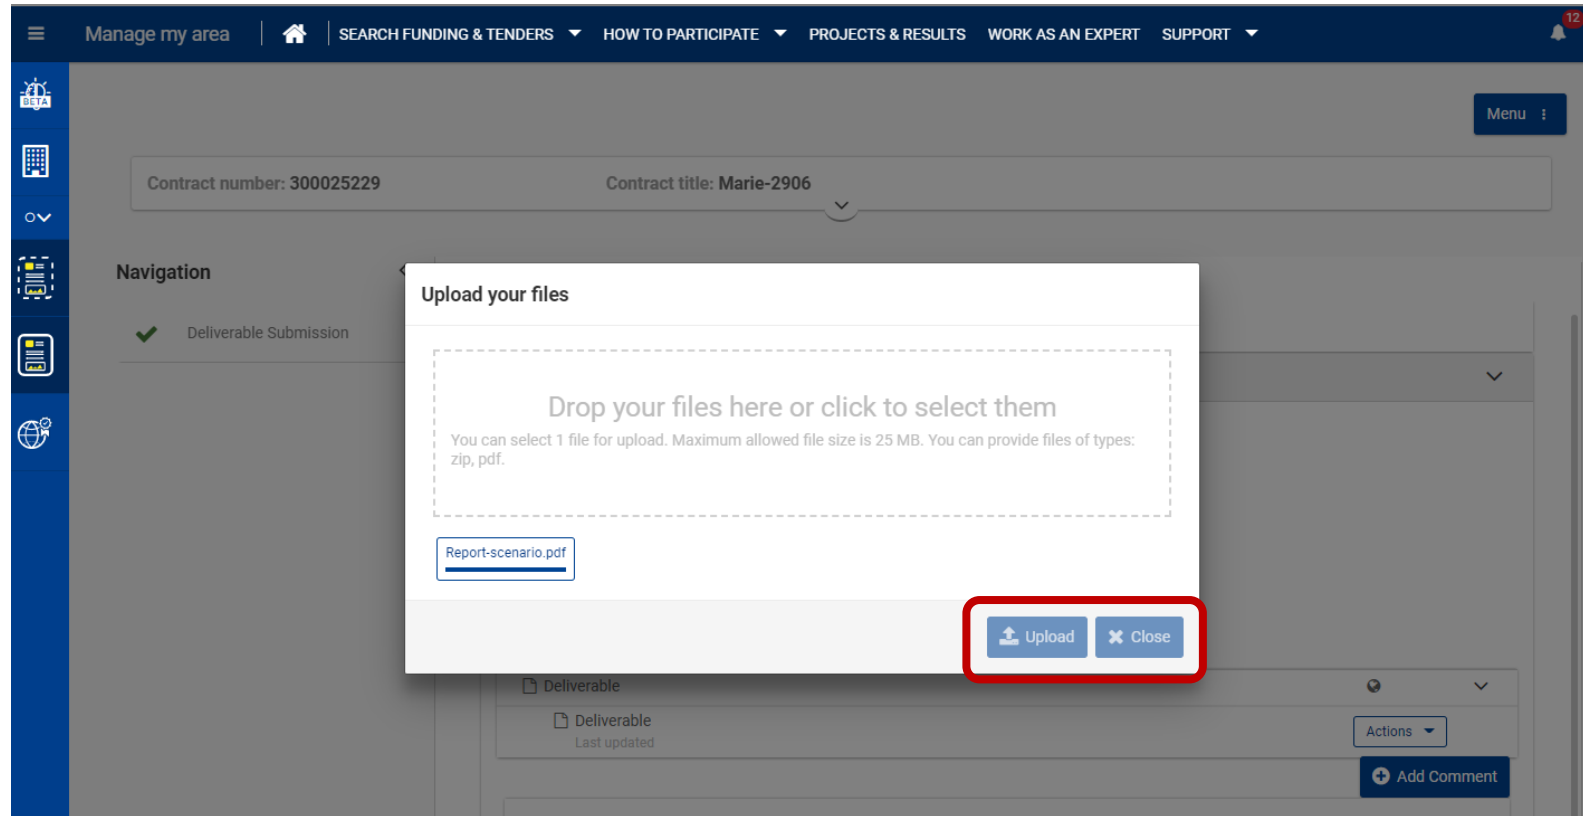 Manage my area
SEARCH FUNDING & TENDERS
HOW TO PARTICIPATE
PROJECTS & RESULTS
WORK AS AN EXPERT
SUPPORT
12
BETA
Menu
Contract number: 300025229
Contract title: Marie-2906
Navigation
Deliverable Submission
Upload your files
Drop your files here or click to select them
You can select 1 file for upload. Maximum allowed file size is 25 MB. You can provide files of types:
zip, pdf.
Report-scenario.pdf
Upload
Close
Deliverable
Deliverable
Last updated
Actions
Add Comment